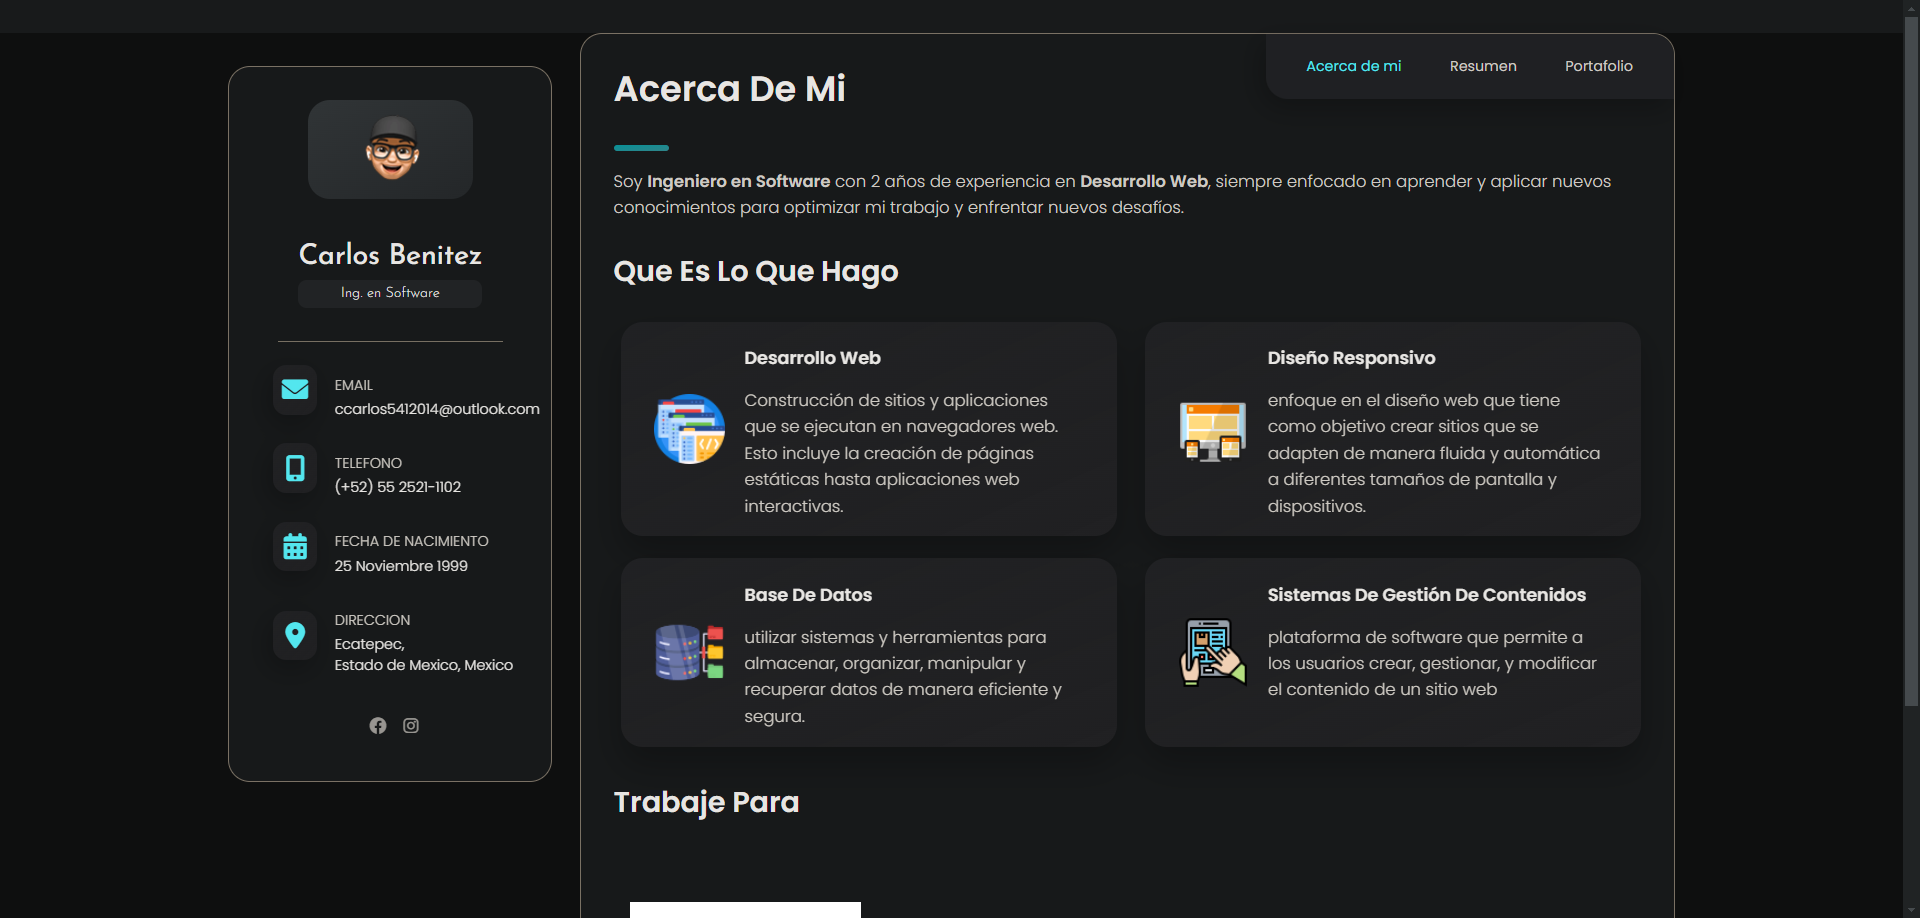 Carlos Benitez
Ing. en Software
EMAIL
ccarlos5412014@outlook.com
TELEFONO
(+52) 55 2521-1102
FECHA DE NACIMIENTO
25 Noviembre 1999
DIRECCION
Ecatepec,
Estado de Mexico, Mexico
Acerca de mi
Resumen
Portafolio
Acerca De Mi
Soy Ingeniero en Software con 2 años de experiencia en Desarrollo Web, siempre enfocado en aprender y aplicar nuevos
conocimientos para optimizar mi trabajo y enfrentar nuevos desafíos.
Que Es Lo Que Hago
Desarrollo Web
Construcción de sitios y aplicaciones
que se ejecutan en navegadores web.
Esto incluye la creación de páginas
estáticas hasta aplicaciones web
interactivas.
Diseño Responsivo
enfoque en el diseño web que tiene
como objetivo crear sitios que se
adapten de manera fluida y automática
a diferentes tamaños de pantalla y
dispositivos.
Base De Datos
utilizar sistemas y herramientas para
almacenar, organizar, manipular y
recuperar datos de manera eficiente y
segura.
Sistemas De Gestión De Contenidos
plataforma de software que permite a
los usuarios crear, gestionar, y modificar
el contenido de un sitio web
Trabaje Para